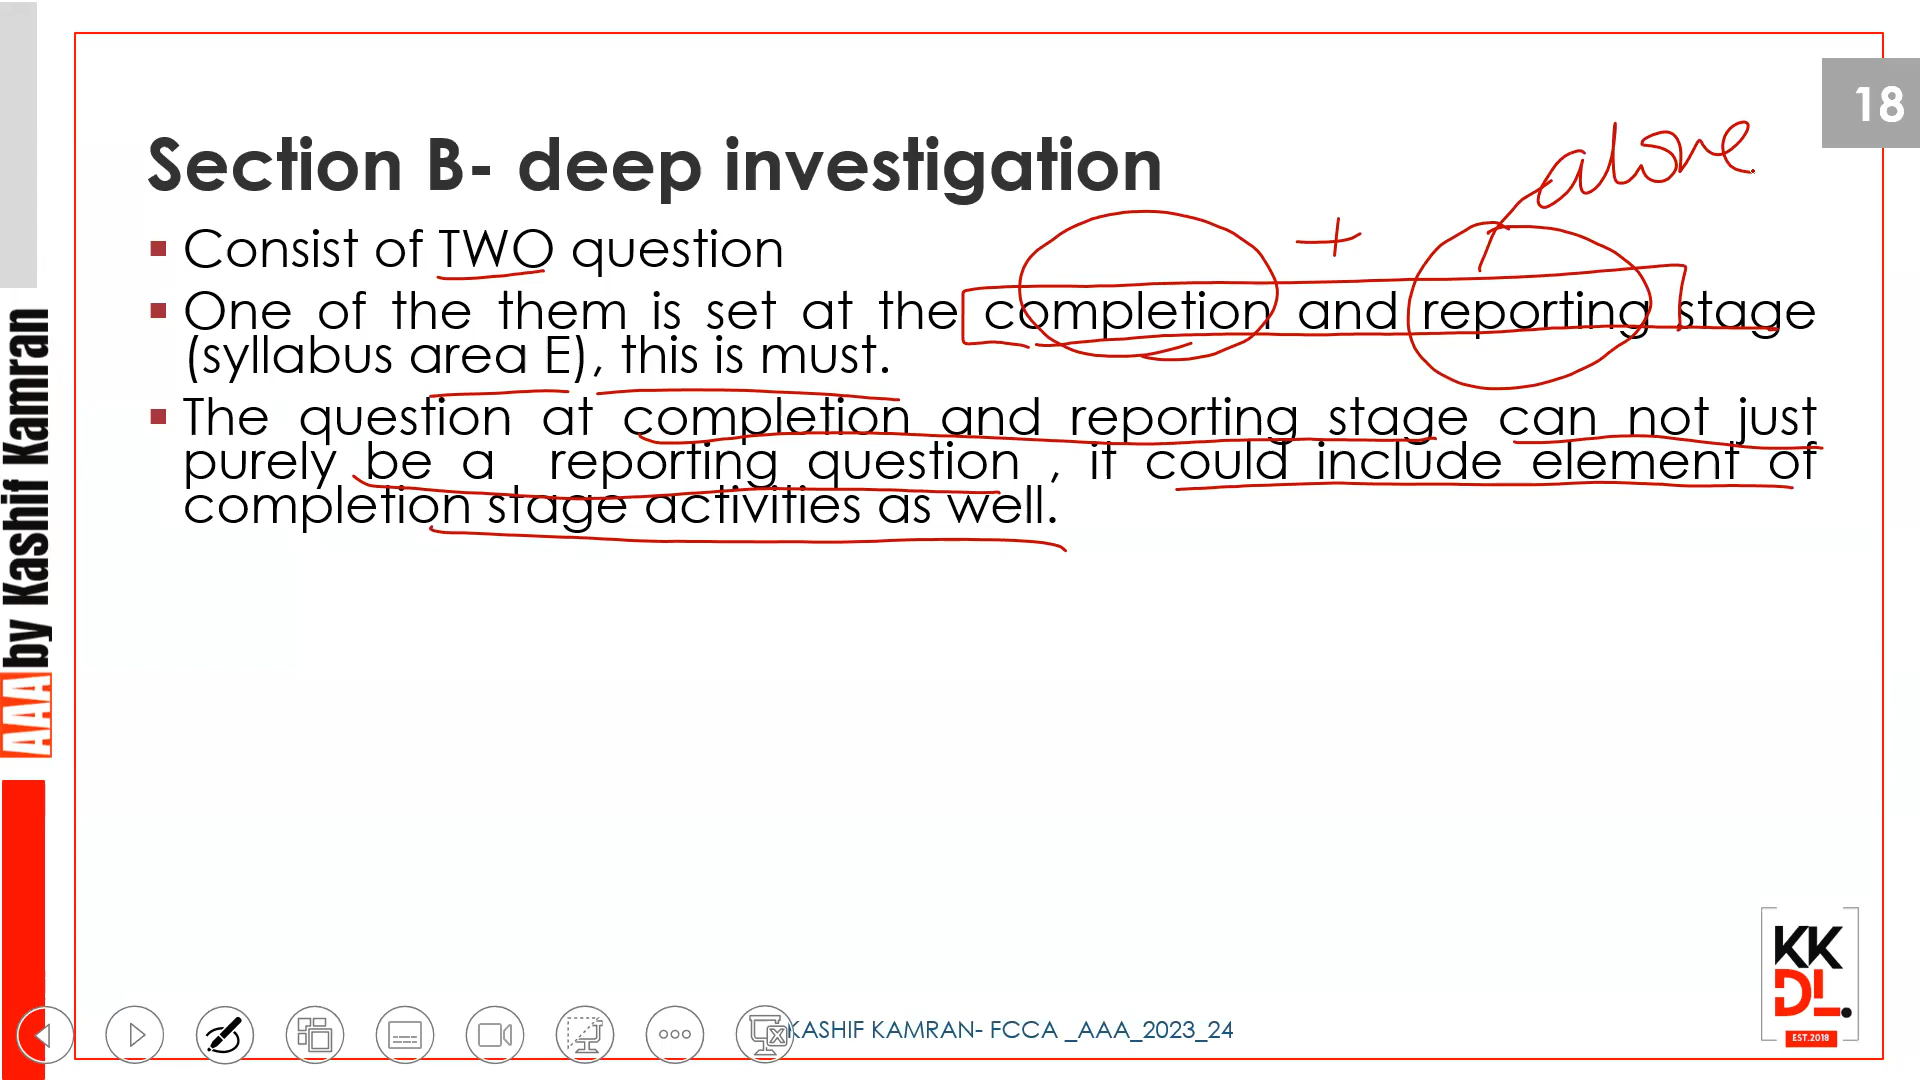 18
alone
Section B- deep investigation
Consist of TWO question
+
One of the them is set at the completion and reporting stage
(syllabus area E), this is must.
The question at completion and reporting stage can not just
purely be a reporting question , it could include element of
completion stage activities as well.
AAA by Kashif Kamran
KK
DL.
EST.2018
KASHIF KAMRAN- FCCA _AAA_2023_24